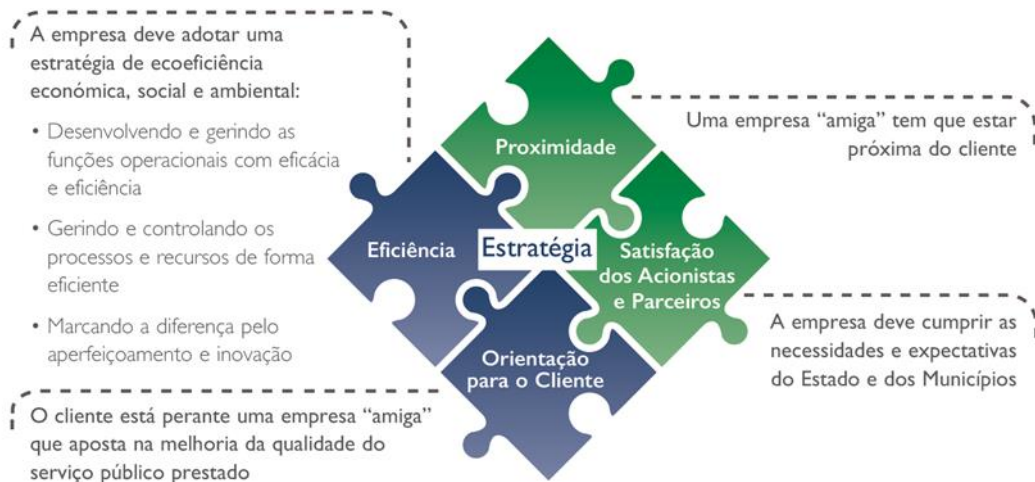 A empresa deve adotar uma
estratégia de ecoeficiência
económica, social e ambiental:
• Desenvolvendo e gerindo as
funções operacionais com eficácia
e eficiência
• Gerindo e controlando os
processos e recursos de forma
eficiente
• Marcando a diferença pelo
aperfeiçoamento e inovação
Proximidade
Uma empresa “amiga” tem que estar
próxima do cliente
Eficiência
Estratégia
Satisfação
dos Acionistas
e Parceiros
A empresa deve cumprir as
necessidades e expectativas
do Estado e dos Municípios
Orientação
para o Cliente
O cliente está perante uma empresa “amiga”
que aposta na melhoria da qualidade do
serviço público prestado